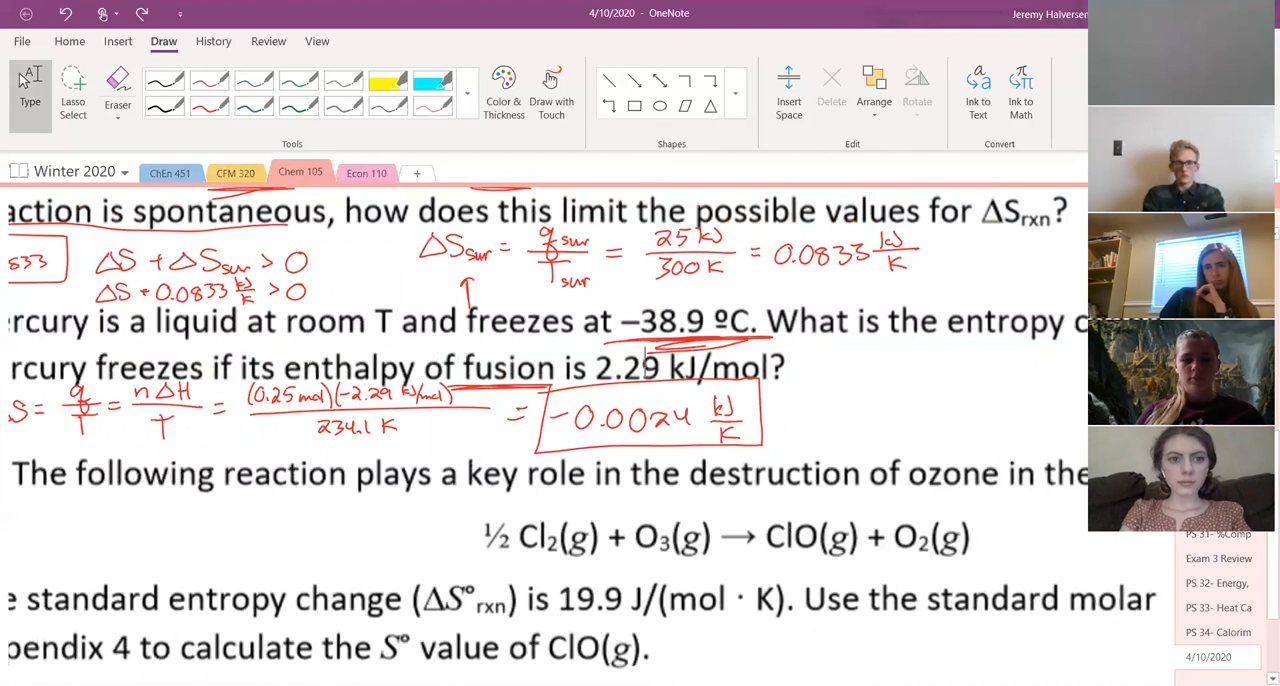 4/10/2020 - OneNote
Jeremy Halversen
File Home Insert Draw History Review View
Type
Lasso Select
Eraser
Color & Thickness
Draw with Touch
Insert Space
Delete
Arrange
Rotate
Ink to Text
Ink to Math
Tools
Shapes
Edit
Convert
Winter 2020 ChEn 451 CFM 320 Chem 105 Econ 110 +
action is spontaneous, how does this limit the possible values for ΔSrxn?
0833
ΔS + ΔSsur > 0
ΔSsur = qsur / Tsur = 25 kJ / 300 K = 0.0833 kJ/K
ΔS + 0.0833 kJ/K > 0
rcury is a liquid at room T and freezes at –38.9 ºC. What is the entropy c
rcury freezes if its enthalpy of fusion is 2.29 kJ/mol?
S = q/T = nΔH/T = (0.25 mol)(-2.29 kJ/mol) / 234.1 K = -0.0024 kJ/K
The following reaction plays a key role in the destruction of ozone in the
½ Cl₂(g) + O₃(g) → ClO(g) + O₂(g)
e standard entropy change (ΔS°rxn) is 19.9 J/(mol · K). Use the standard molar
pendix 4 to calculate the S° value of ClO(g).
PS 31- %Comp
Exam 3 Review
PS 32- Energy,
PS 33- Heat Ca
PS 34- Calorim
4/10/2020